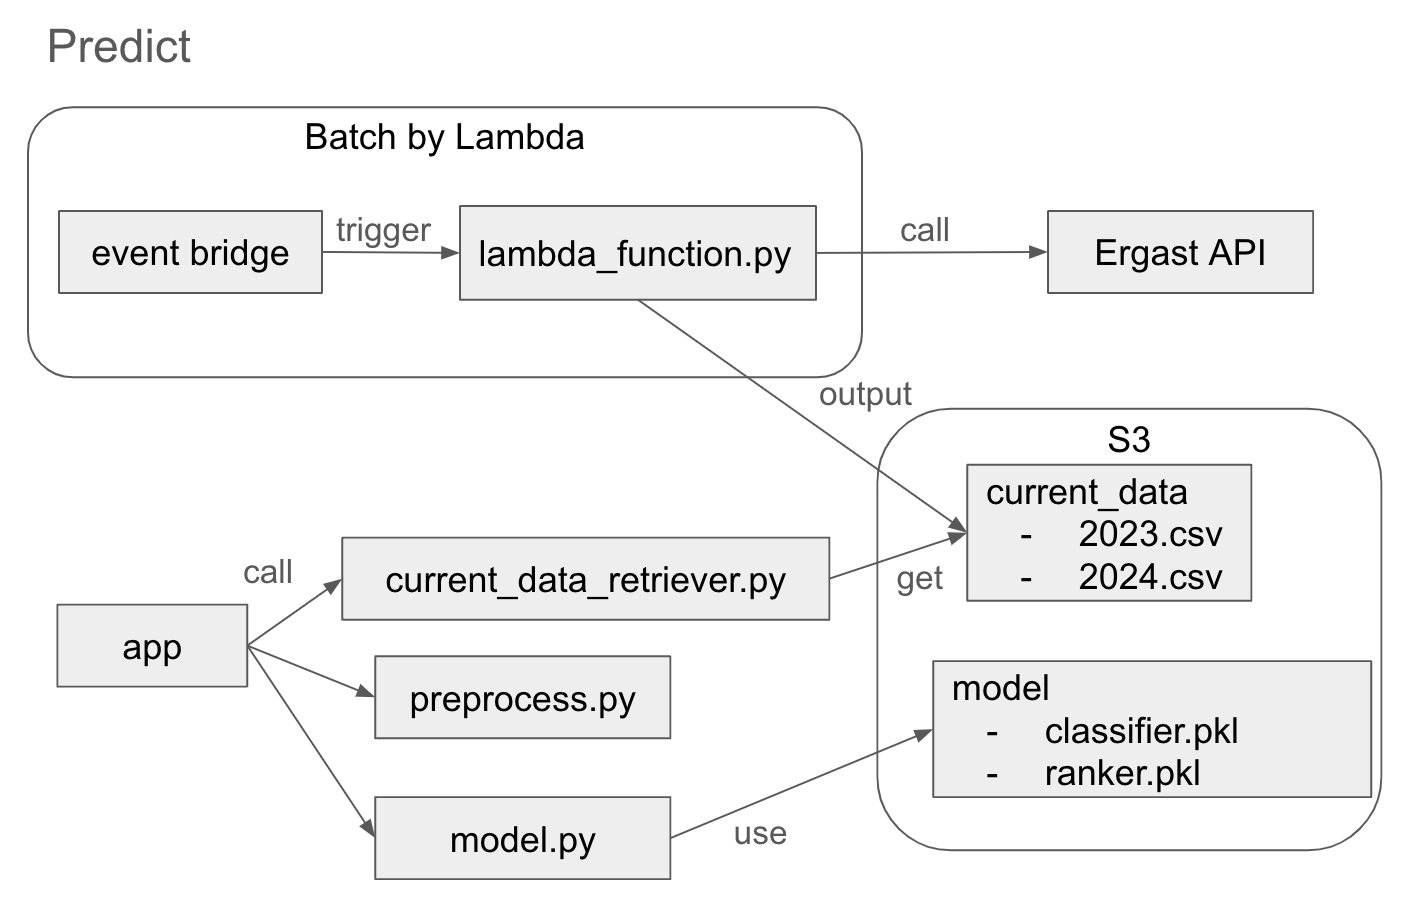 Predict
Batch by Lambda
event bridge
trigger
lambda_function.py
call
Ergast API
output
S3
current_data
- 2023.csv
- 2024.csv
call
current_data_retriever.py
get
app
preprocess.py
model
- classifier.pkl
- ranker.pkl
model.py
use